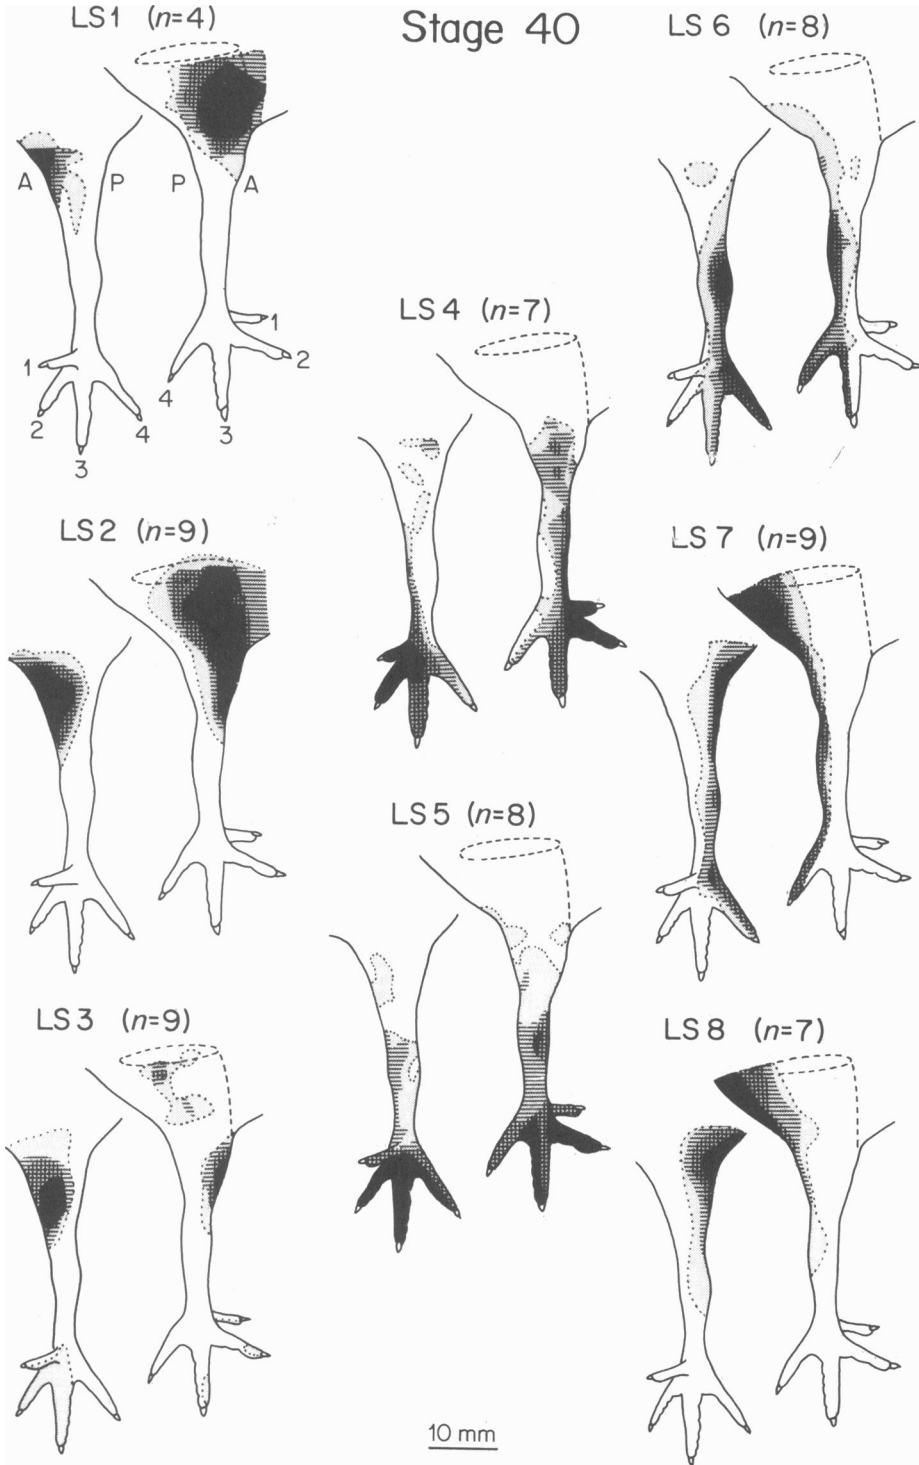 Stage 40
LS1 (n=4)
A P P A
1 2 3 4
4 3 2 1
LS2 (n=9)
LS3 (n=9)
LS4 (n=7)
LS5 (n=8)
LS6 (n=8)
LS7 (n=9)
LS8 (n=7)
10 mm